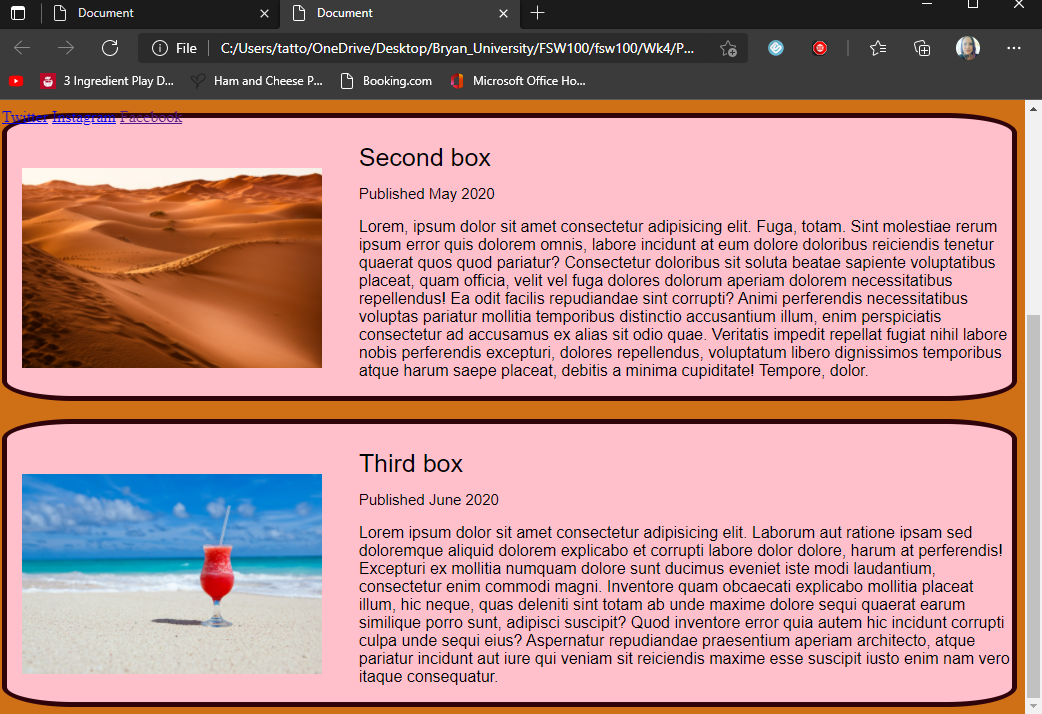 Document
Document
File
C:/Users/tatto/OneDrive/Desktop/Bryan_University/FSW100/fsw100/Wk4/P...
3 Ingredient Play D...
Ham and Cheese P...
Booking.com
Microsoft Office Ho...
Twitter Instagram Facebook
Second box
Published May 2020
Lorem, ipsum dolor sit amet consectetur adipisicing elit. Fuga, totam. Sint molestiae rerum
ipsum error quis dolorem omnis, labore incidunt at eum dolore doloribus reiciendis tenetur
quaerat quos quod pariatur? Consectetur doloribus sit soluta beatae sapiente voluptatibus
placeat, quam officia, velit vel fuga dolores dolorum aperiam dolorem necessitatibus
repellendus! Ea odit facilis repudiandae sint corrupti? Animi perferendis necessitatibus
voluptas pariatur mollitia temporibus distinctio accusantium illum, enim perspiciatis
consectetur ad accusamus ex alias sit odio quae. Veritatis impedit repellat fugiat nihil labore
nobis perferendis excepturi, dolores repellendus, voluptatum libero dignissimos temporibus
atque harum saepe placeat, debitis a minima cupiditate! Tempore, dolor.
Third box
Published June 2020
Lorem ipsum dolor sit amet consectetur adipisicing elit. Laborum aut ratione ipsam sed
doloremque aliquid dolorem explicabo et corrupti labore dolor dolore, harum at perferendis!
Excepturi ex mollitia numquam dolore sunt ducimus eveniet iste modi laudantium,
consectetur enim commodi magni. Inventore quam obcaecati explicabo mollitia placeat
illum, hic neque, quas deleniti sint totam ab unde maxime dolore sequi quaerat earum
similique porro sunt, adipisci suscipit? Quod inventore error quia autem hic incidunt corrupti
culpa unde sequi eius? Aspernatur repudiandae praesentium aperiam architecto, atque
pariatur incidunt aut iure qui veniam sit reiciendis maxime esse suscipit iusto enim nam vero
itaque consequatur.